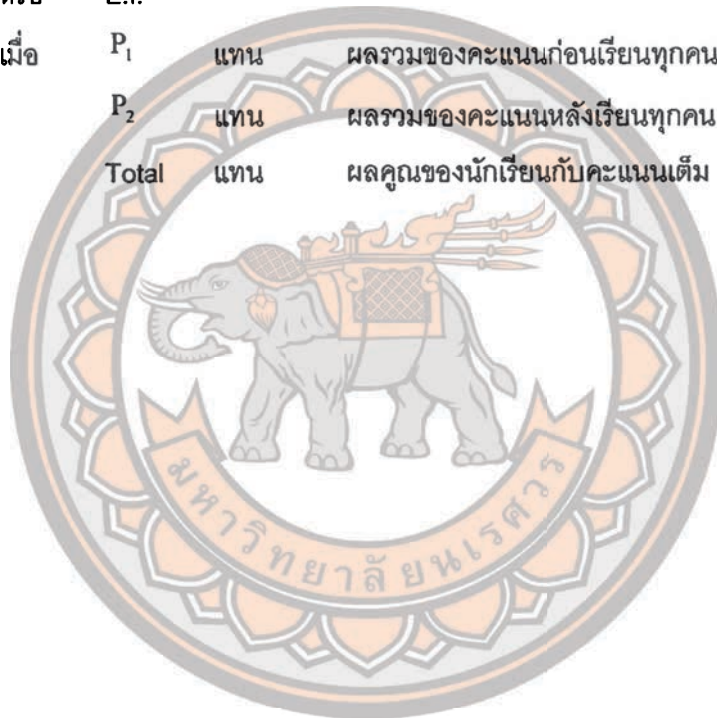 เมื่อ P₁ แทน ผลรวมของคะแนนก่อนเรียนทุกคน
P₂ แทน ผลรวมของคะแนนหลังเรียนทุกคน
Total แทน ผลคูณของนักเรียนกับคะแนนเต็ม
มหาวิทยาลัยนเรศวร